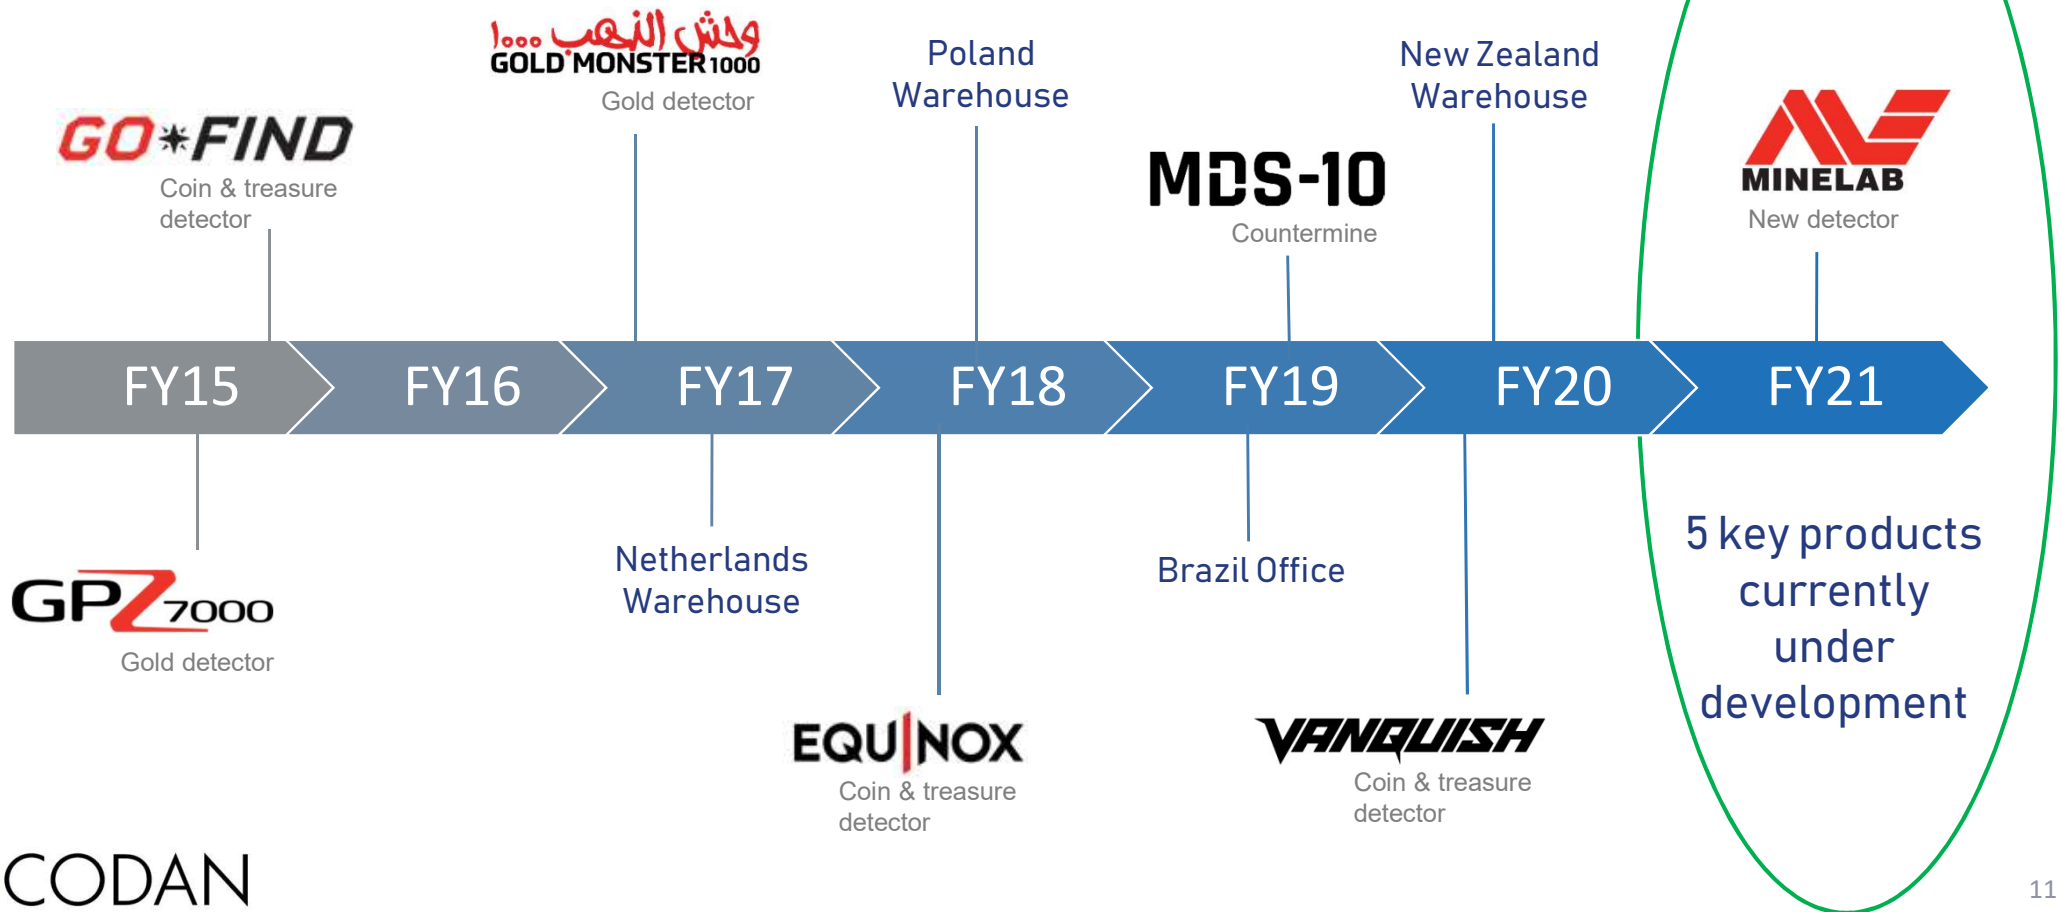 وحش الذهب ١٠٠٠
GOLD MONSTER 1000
Gold detector
Poland
Warehouse
New Zealand
Warehouse
GO FIND
Coin & treasure
detector
MDS-10
Countermine
MINELAB
New detector
FY15
FY16
FY17
FY18
FY19
FY20
FY21
GPZ 7000
Gold detector
Netherlands
Warehouse
Brazil Office
5 key products
currently
under
development
EQUINOX
Coin & treasure
detector
VANQUISH
Coin & treasure
detector
CODAN
11